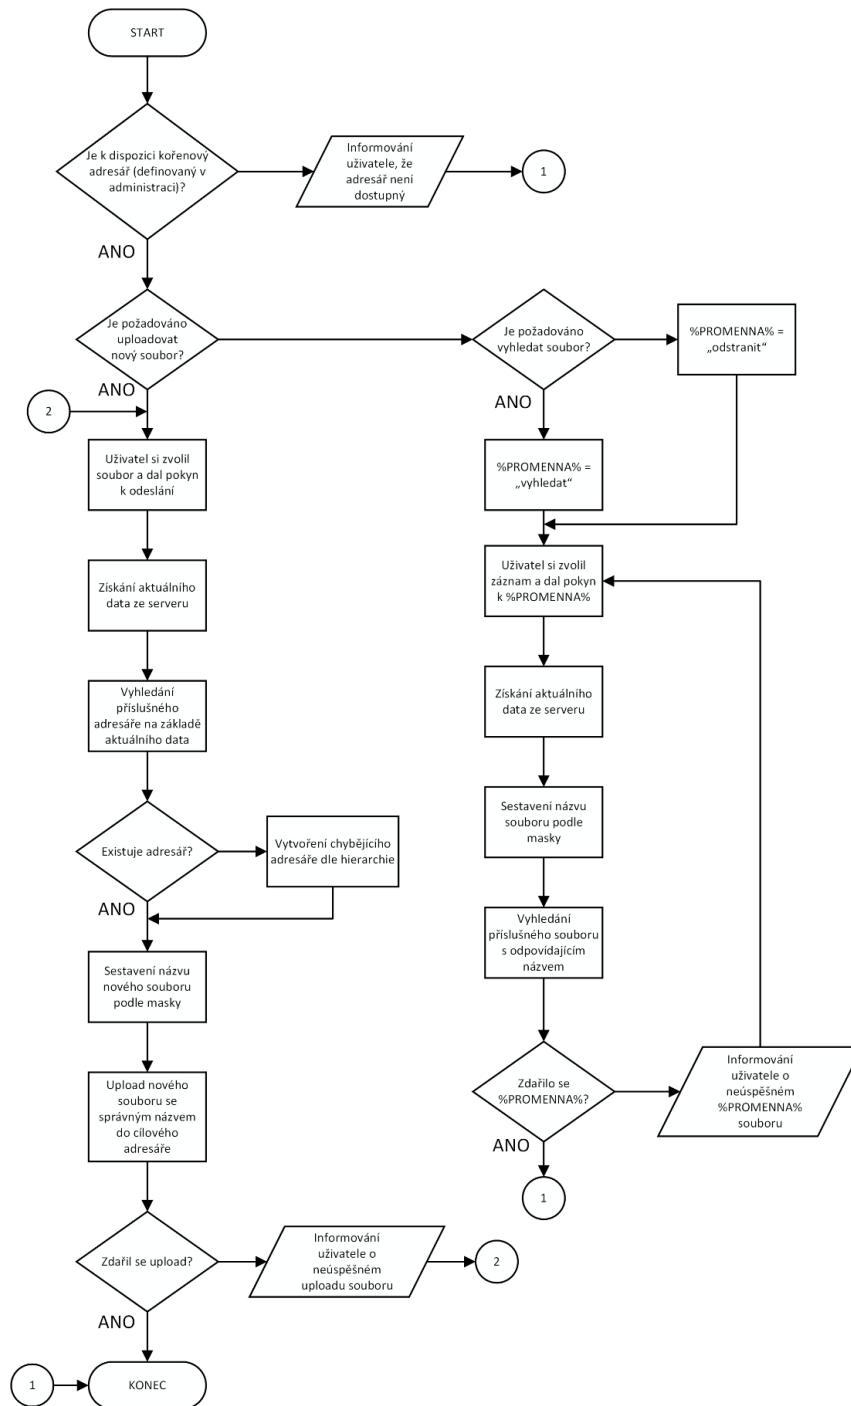 START
Je k dispozici kořenový
adresář (definovaný v
administraci)?
Informování
uživatele, že
adresář není
dostupný
1
ANO
Je požadováno
uploadovat
nový soubor?
Je požadováno
vyhledat soubor?
%PROMENNA% =
„odstranit“
ANO
ANO
2
Uživatel si zvolil
soubor a dal pokyn
k odeslání
%PROMENNA% =
„vyhledat“
Uživatel si zvolil
záznam a dal pokyn
k %PROMENNA%
Získání aktuálního
data ze serveru
Získání aktuálního
data ze serveru
Vyhledání
příslušného
adresáře na základě
aktuálního data
Sestavení názvu
souboru podle
masky
Existuje adresář?
Vytvoření chybějícího
adresáře dle hierarchie
ANO
Vyhledání
příslušného souboru
s odpovídajícím
názvem
Sestavení názvu
nového souboru
podle masky
Zdařilo se
%PROMENNA%?
Informování
uživatele o
neúspěšném
%PROMENNA%
souboru
Upload nového
souboru se
správným názvem
do cílového
adresáře
ANO
1
Zdařil se upload?
Informování
uživatele o
neúspěšném
uploadu souboru
2
ANO
1
KONEC